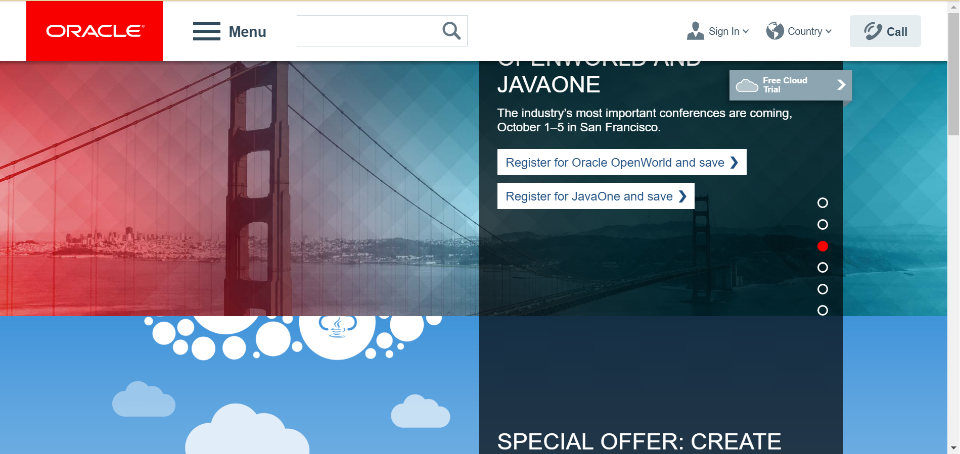 ORACLE®
Menu
Sign In
Country
Call
OPENWORLD AND
JAVAONE
Free Cloud
Trial
The industry's most important conferences are coming,
October 1–5 in San Francisco.
Register for Oracle OpenWorld and save
Register for JavaOne and save
SPECIAL OFFER: CREATE